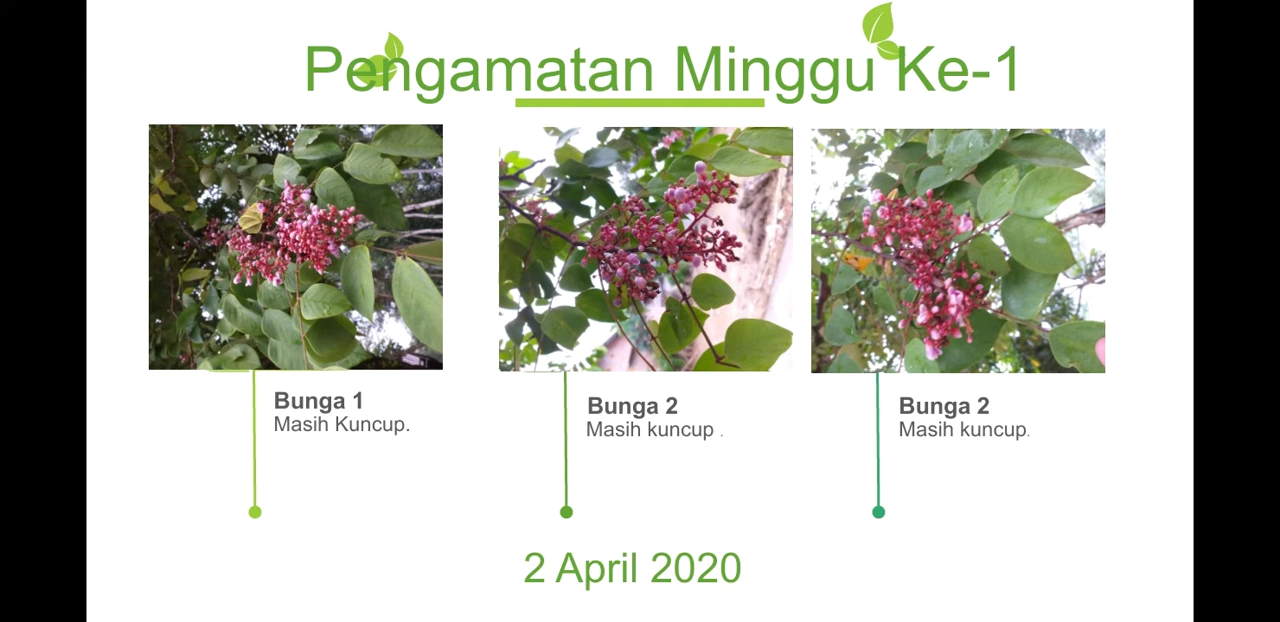 Pengamatan Minggu Ke-1
Bunga 1
Masih Kuncup.
Bunga 2
Masih kuncup .
Bunga 2
Masih kuncup.
2 April 2020